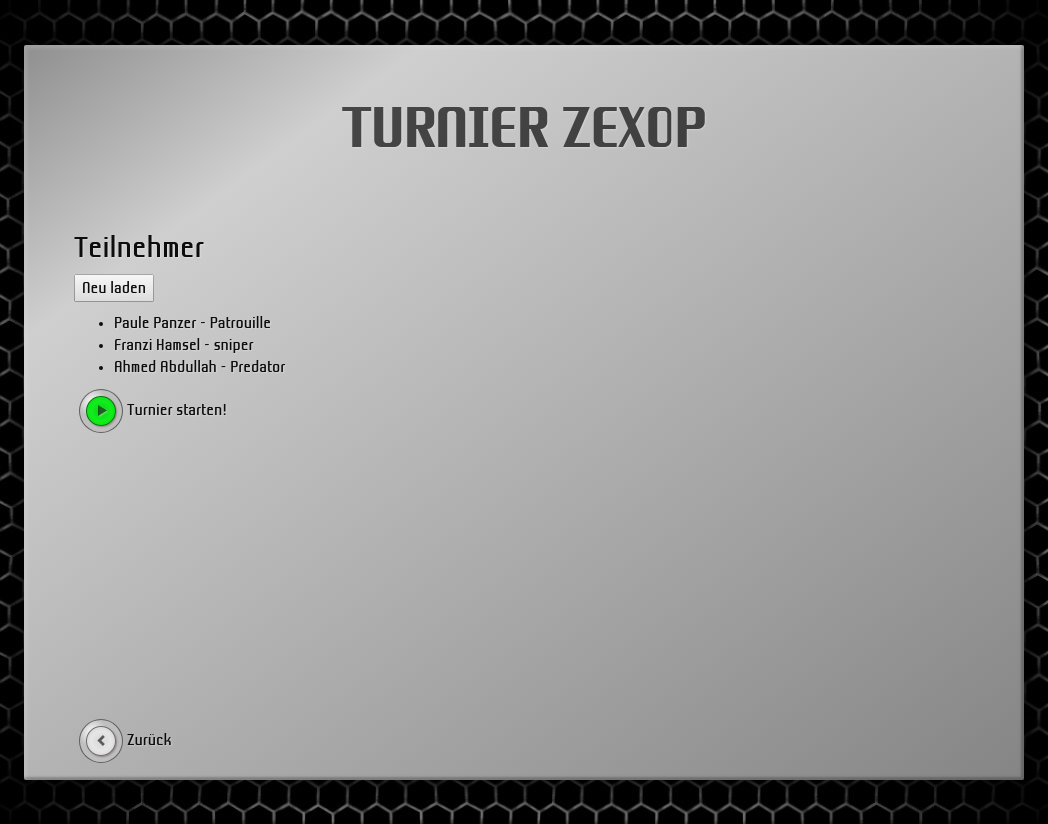 TURNIER ZEXOP
Teilnehmer
Neu laden
Paule Panzer - Patrouille
Franzi Hamsel - sniper
Ahmed Abdullah - Predator
Turnier starten!
Zurück